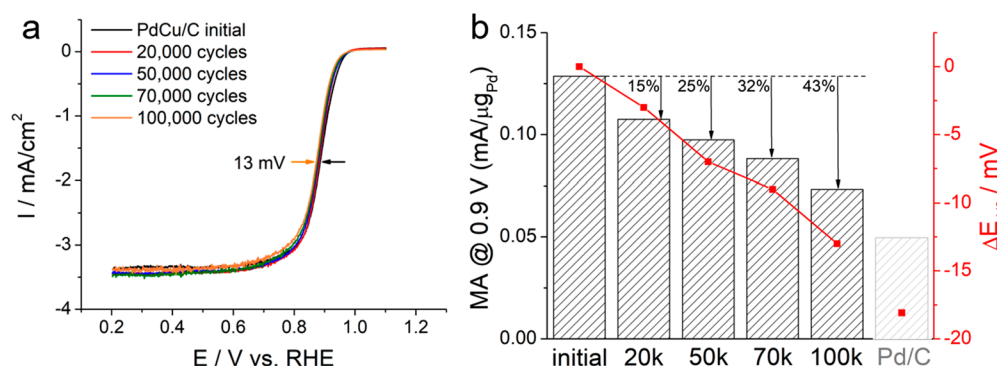 a
PdCu/C initial
20,000 cycles
50,000 cycles
70,000 cycles
100,000 cycles
13 mV
0
-1
-2
-3
-4
I / mA/cm²
0.2 0.4 0.6 0.8 1.0 1.2
E / V vs. RHE
b
15% 25% 32% 43%
0.15
0.10
0.05
0.00
MA @ 0.9 V (mA/μgPd)
0
-5
-10
-15
-20
/ mV
initial 20k 50k 70k 100k Pd/C